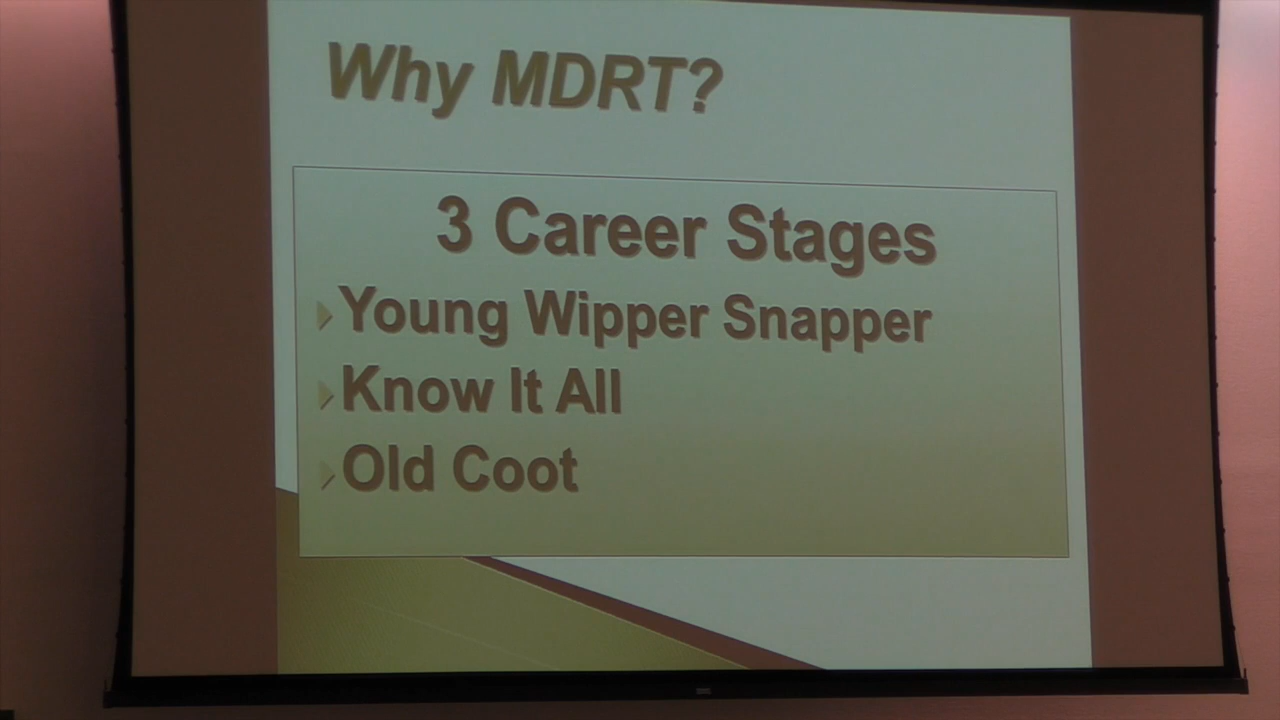 Why MDRT?
3 Career Stages
Young Wipper Snapper
Know It All
Old Coot